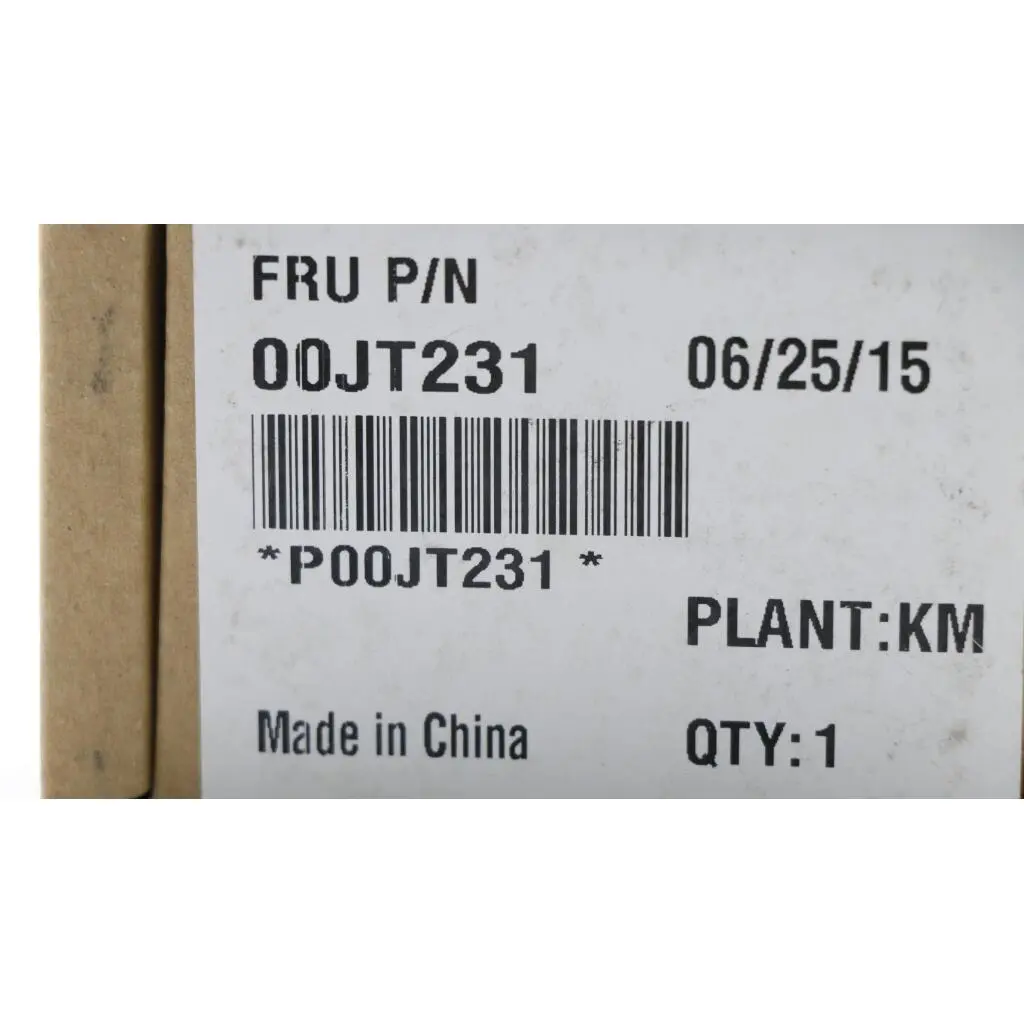 FRU P/N
00JT231 06/25/15
*P00JT231 *
PLANT:KM
Made in China QTY: 1